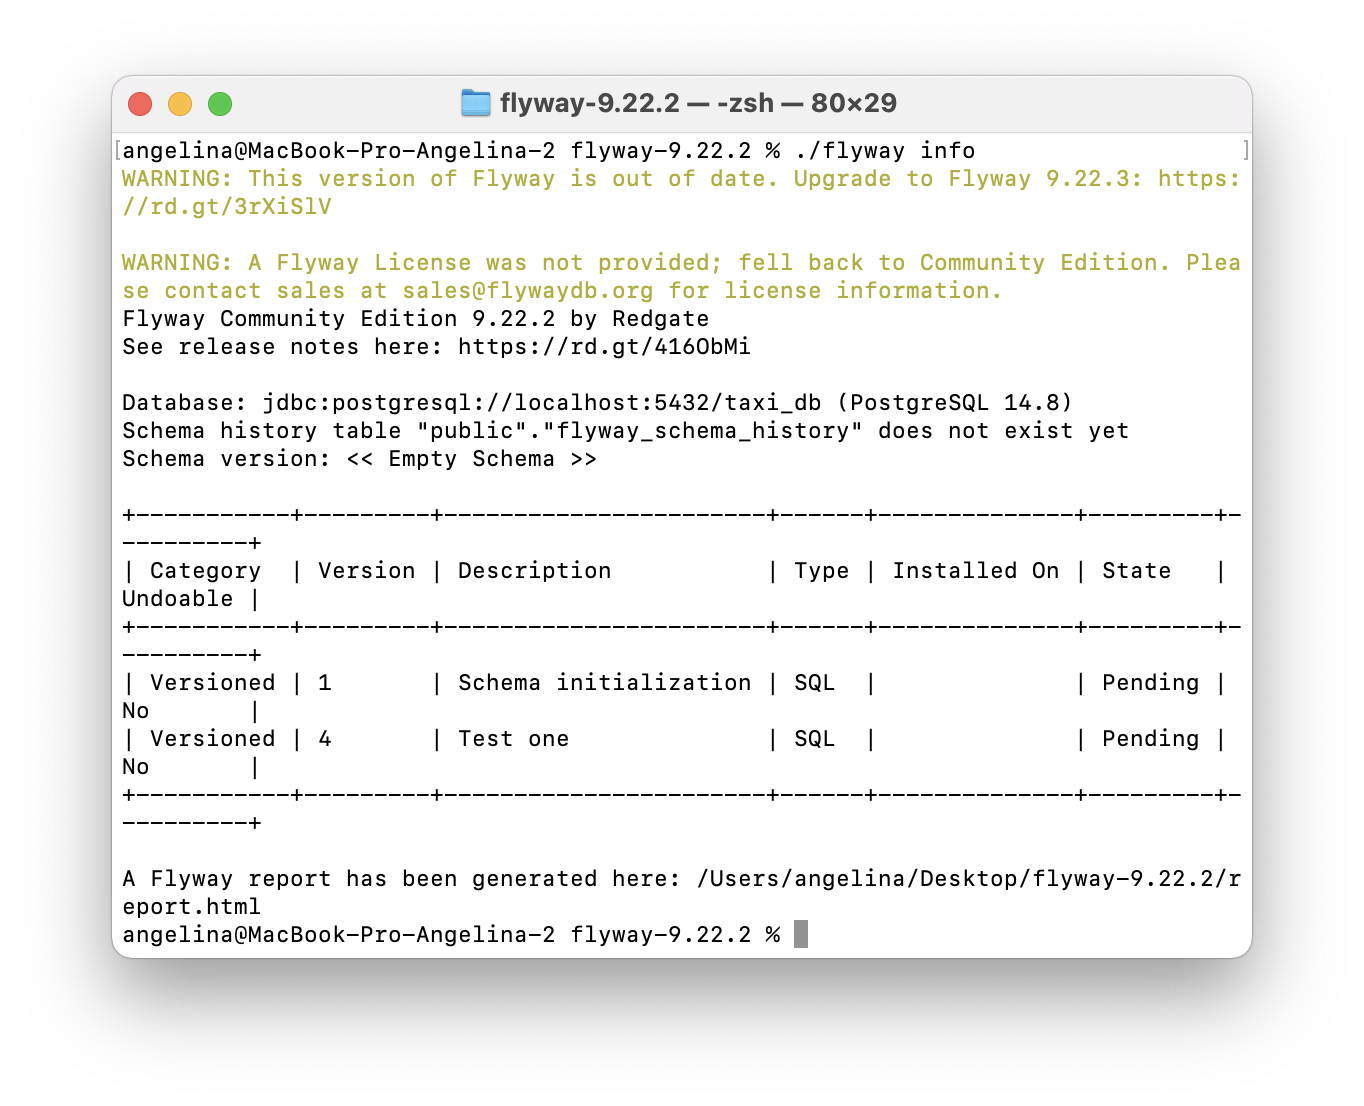 flyway-9.22.2 — -zsh — 80×29
[angelina@MacBook-Pro-Angelina-2 flyway-9.22.2 % ./flyway info ]
WARNING: This version of Flyway is out of date. Upgrade to Flyway 9.22.3: https:
//rd.gt/3rXiSlV
WARNING: A Flyway License was not provided; fell back to Community Edition. Plea
se contact sales at sales@flywaydb.org for license information.
Flyway Community Edition 9.22.2 by Redgate
See release notes here: https://rd.gt/416ObMi
Database: jdbc:postgresql://localhost:5432/taxi_db (PostgreSQL 14.8)
Schema history table "public"."flyway_schema_history" does not exist yet
Schema version: << Empty Schema >>
+-----------+---------+-----------------------+------+--------------+---------+-
---------+
| Category  | Version | Description           | Type | Installed On | State   |
Undoable |
+-----------+---------+-----------------------+------+--------------+---------+-
---------+
| Versioned | 1       | Schema initialization | SQL  |              | Pending |
No       |
| Versioned | 4       | Test one              | SQL  |              | Pending |
No       |
+-----------+---------+-----------------------+------+--------------+---------+-
---------+
A Flyway report has been generated here: /Users/angelina/Desktop/flyway-9.22.2/r
eport.html
angelina@MacBook-Pro-Angelina-2 flyway-9.22.2 %